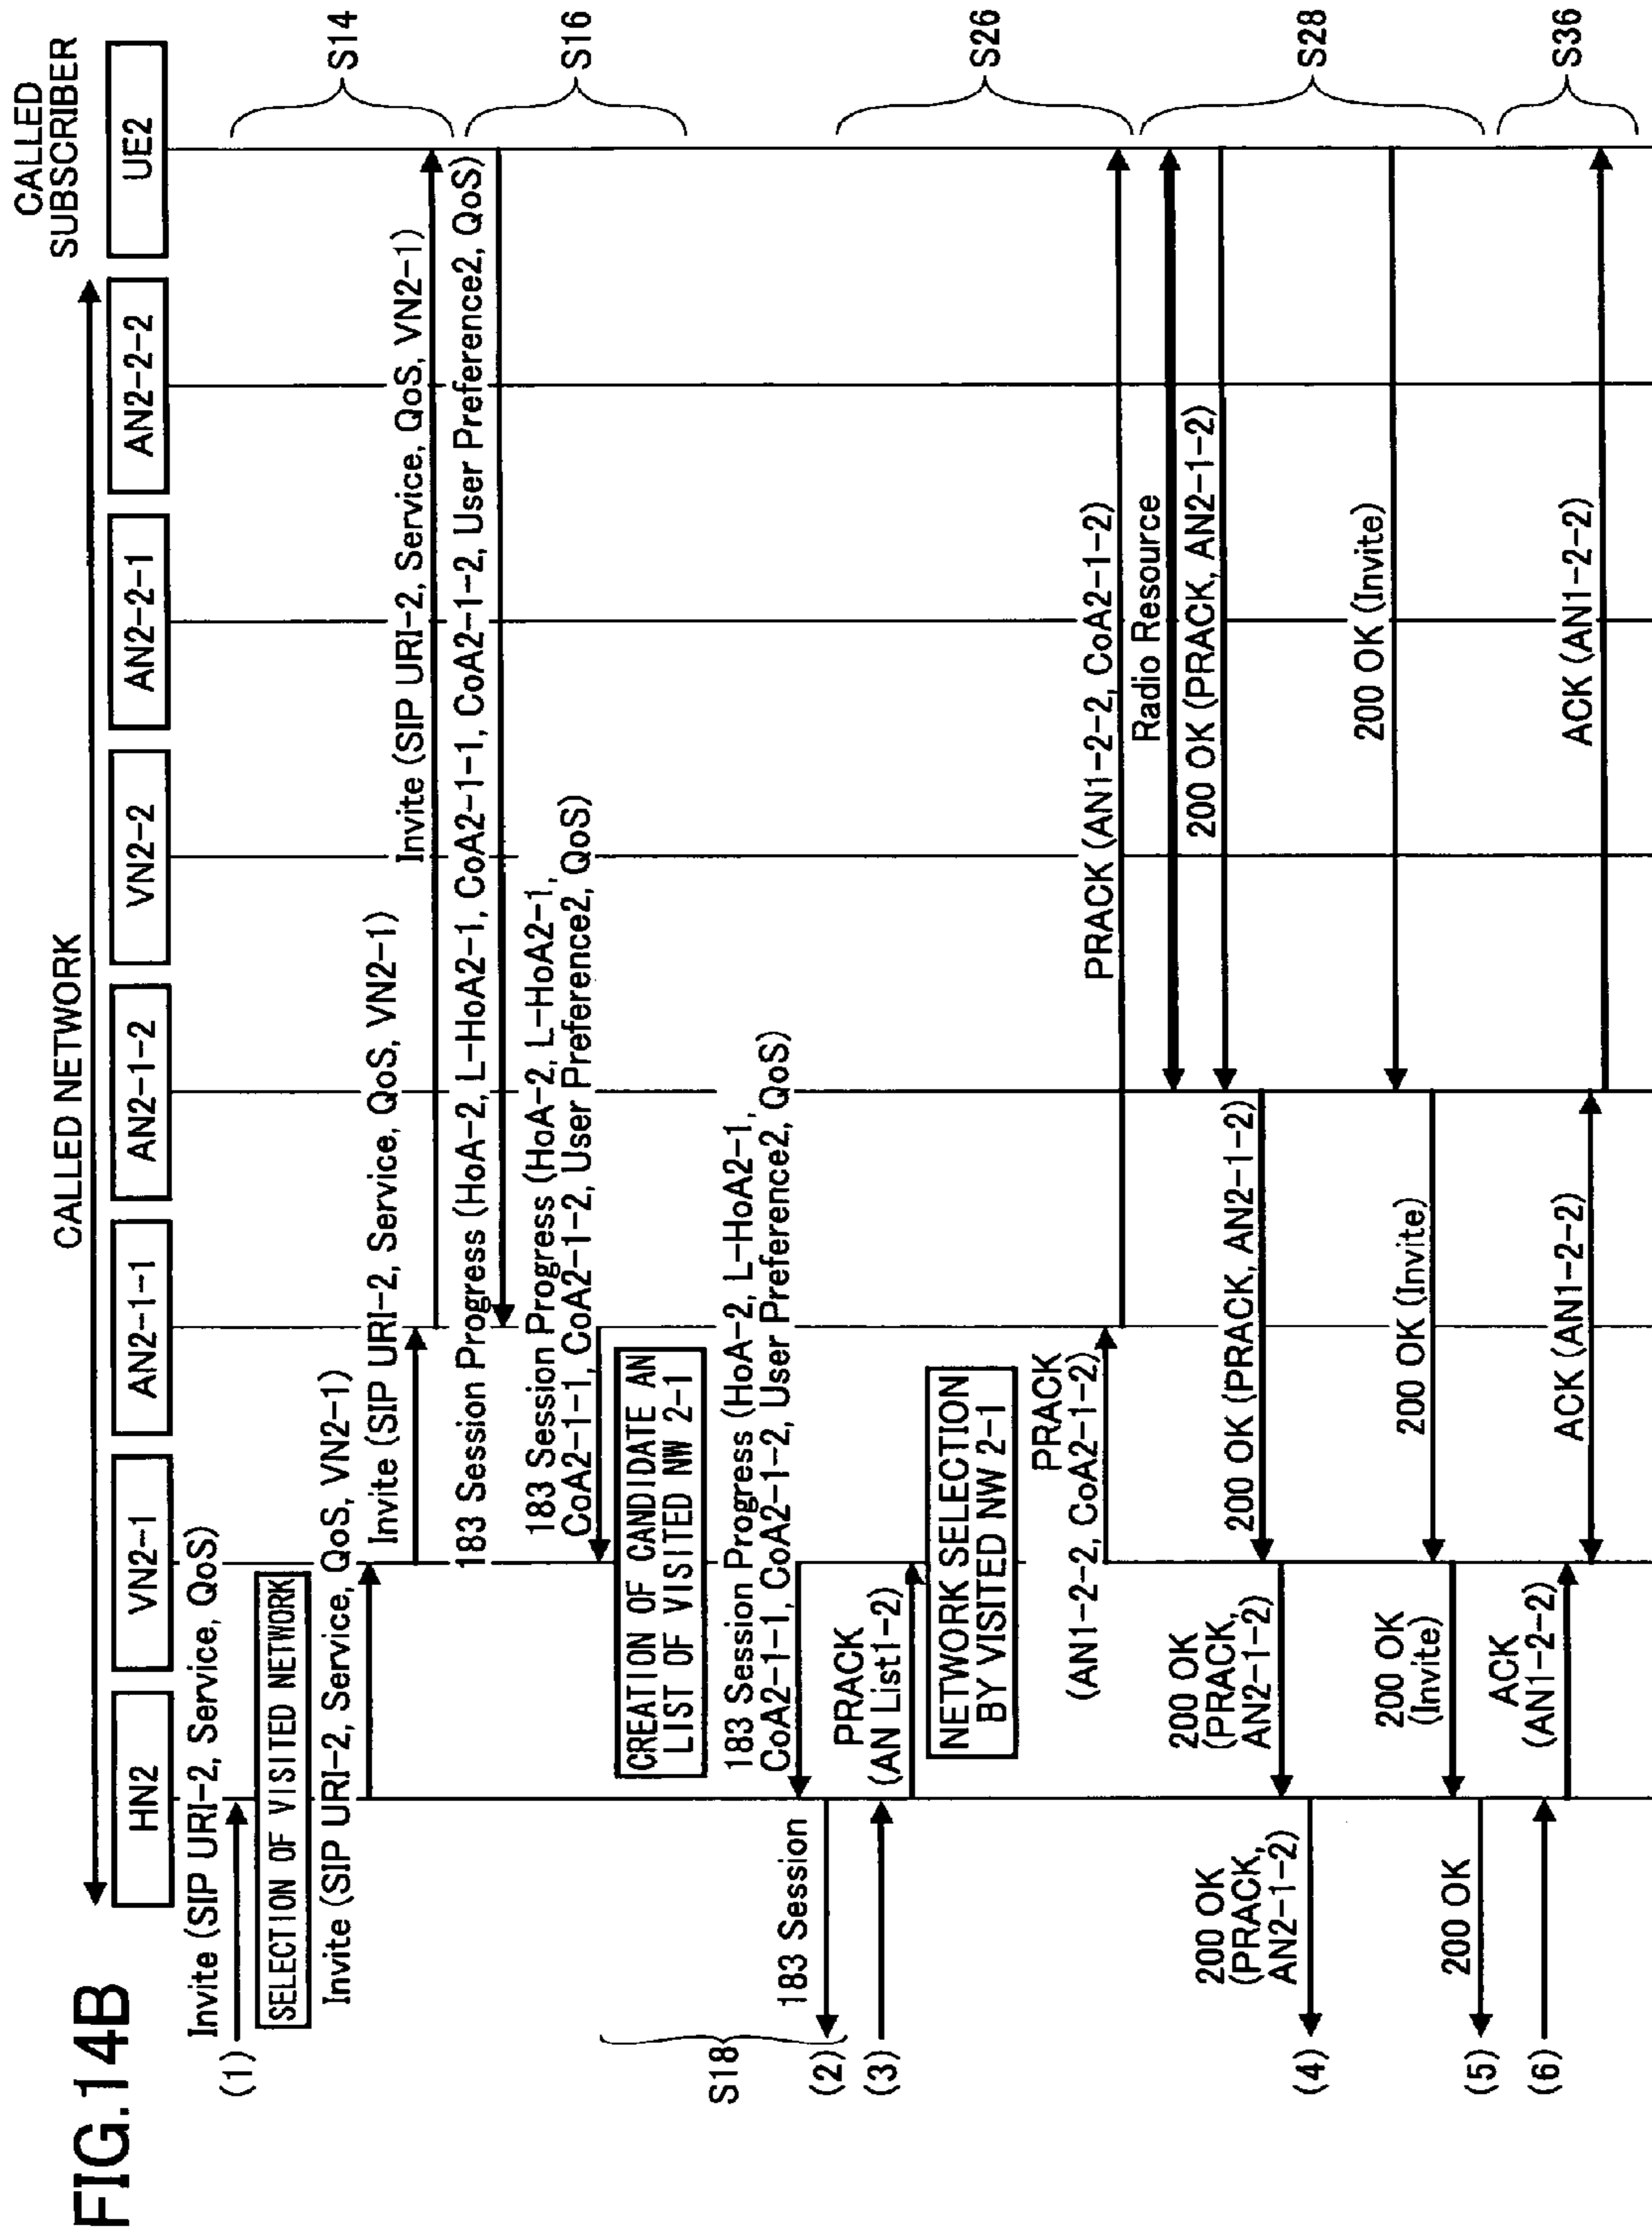 FIG.14B
CALLED NETWORK
CALLED
SUBSCRIBER
HN2
VN2-1
AN2-1-1
AN2-1-2
VN2-2
AN2-2-1
AN2-2-2
UE2
(1)
Invite (SIP URI-2, Service, QoS)
SELECTION OF VISITED NETWORK
Invite (SIP URI-2, Service, QoS, VN2-1)
Invite (SIP URI-2, Service, QoS, VN2-1)
Invite (SIP URI-2, Service, QoS, VN2-1)
S14
183 Session Progress (HoA-2, L-HoA2-1, CoA2-1-1, CoA2-1-2, User Preference2, QoS)
S16
183 Session Progress (HoA-2, L-HoA2-1,
CoA2-1-1, CoA2-1-2, User Preference2, QoS)
CREATION OF CANDIDATE AN
LIST OF VISITED NW 2-1
183 Session Progress (HoA-2, L-HoA2-1,
CoA2-1-1, CoA2-1-2, User Preference2, QoS)
S18
183 Session
(2)
(3)
PRACK
(AN List1-2)
NETWORK SELECTION
BY VISITED NW 2-1
PRACK
(AN1-2-2, CoA2-1-2)
PRACK (AN1-2-2, CoA2-1-2)
S26
Radio Resource
200 OK (PRACK, AN2-1-2)
200 OK (PRACK, AN2-1-2)
200 OK
(PRACK,
AN2-1-2)
200 OK
(PRACK,
AN2-1-2)
(4)
S28
200 OK (Invite)
200 OK (Invite)
200 OK
(Invite)
200 OK
(5)
(6)
ACK
(AN1-2-2)
ACK (AN1-2-2)
ACK (AN1-2-2)
S36